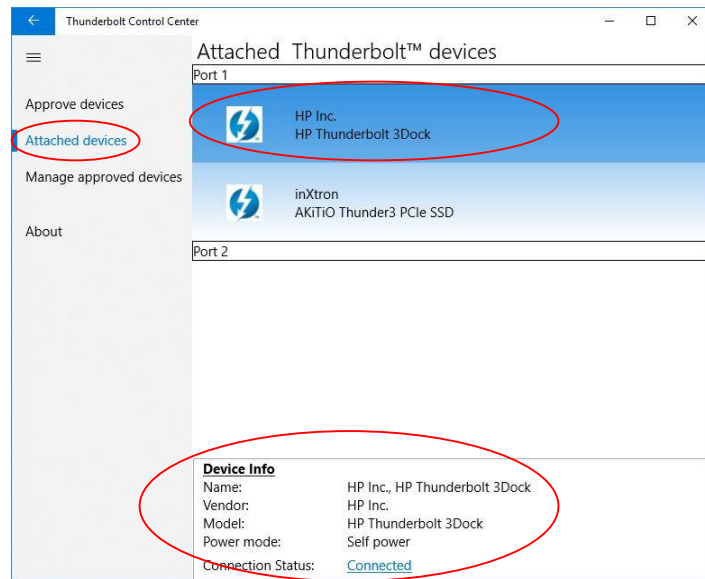 Thunderbolt Control Center
Attached Thunderbolt™ devices
Port 1
Approve devices
Attached devices
Manage approved devices
About
HP Inc.
HP Thunderbolt 3Dock
inXtron
AKiTiO Thunder3 PCIe SSD
Port 2
Device Info
Name: HP Inc., HP Thunderbolt 3Dock
Vendor: HP Inc.
Model: HP Thunderbolt 3Dock
Power mode: Self power
Connection Status: Connected